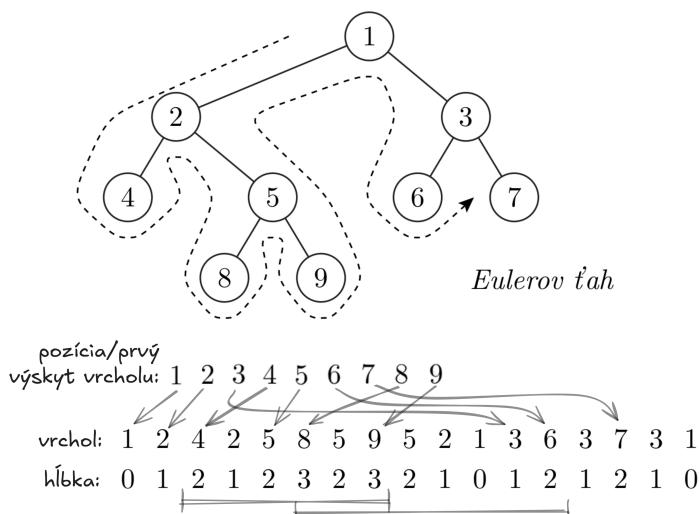 1
2
3
4
5
6
7
8
9
Eulerov ťah
pozícia/prvý
výskyt vrcholu: 1 2 3 4 5 6 7 8 9
vrchol: 1 2 4 2 5 8 5 9 5 2 1 3 6 3 7 3 1
hĺbka: 0 1 2 1 2 3 2 3 2 1 0 1 2 1 2 1 0